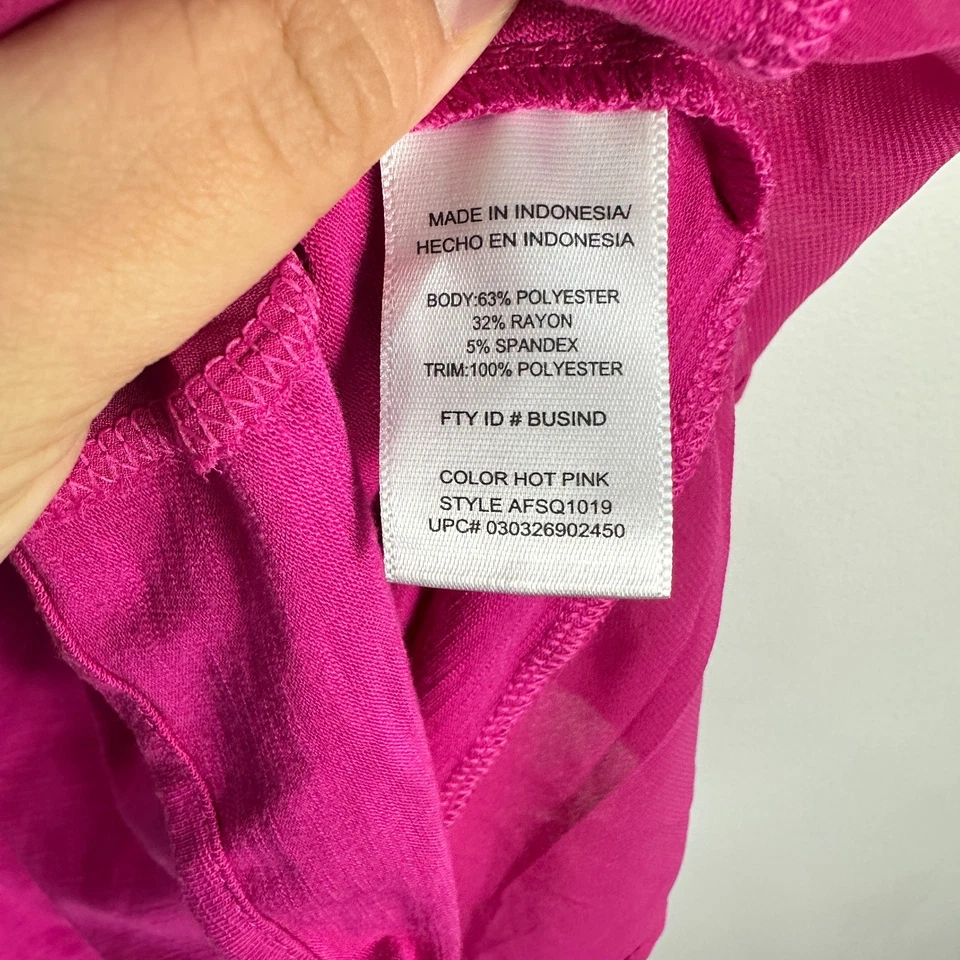 MADE IN INDONESIA/
HECHO EN INDONESIA
BODY:63% POLYESTER
32% RAYON
5% SPANDEX
TRIM:100% POLYESTER
FTY ID # BUSIND
COLOR HOT PINK
STYLE AFSQ1019
UPC# 030326902450